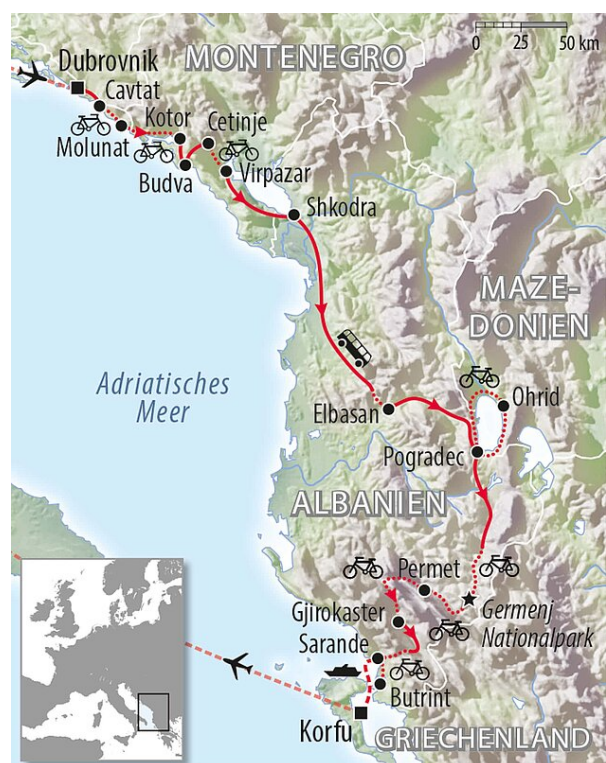 MONTENEGRO
0 25 50 km
Dubrovnik
Cavtat
Molunat
Kotor
Cetinje
Budva
Virpazar
Shkodra
MAZE-
DONIEN
Adriatisches
Meer
Elbasan
Ohrid
Pogradec
ALBANIEN
Permet
Gjirokaster
Germenj
Nationalpark
Sarande
Butrint
Korfu
GRIECHENLAND